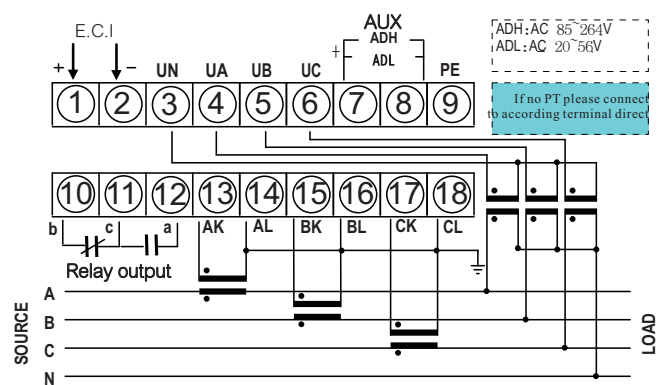 E.C.I
AUX
ADH
ADL
+
ADH:AC 85~264V
ADL:AC 20~56V
+ − UN UA UB UC PE
1 2 3 4 5 6 7 8 9
If no PT please connect
to according terminal direct
10 11 12 13 14 15 16 17 18
b c a AK AL BK BL CK CL
Relay output
SOURCE
A
B
C
N
LOAD